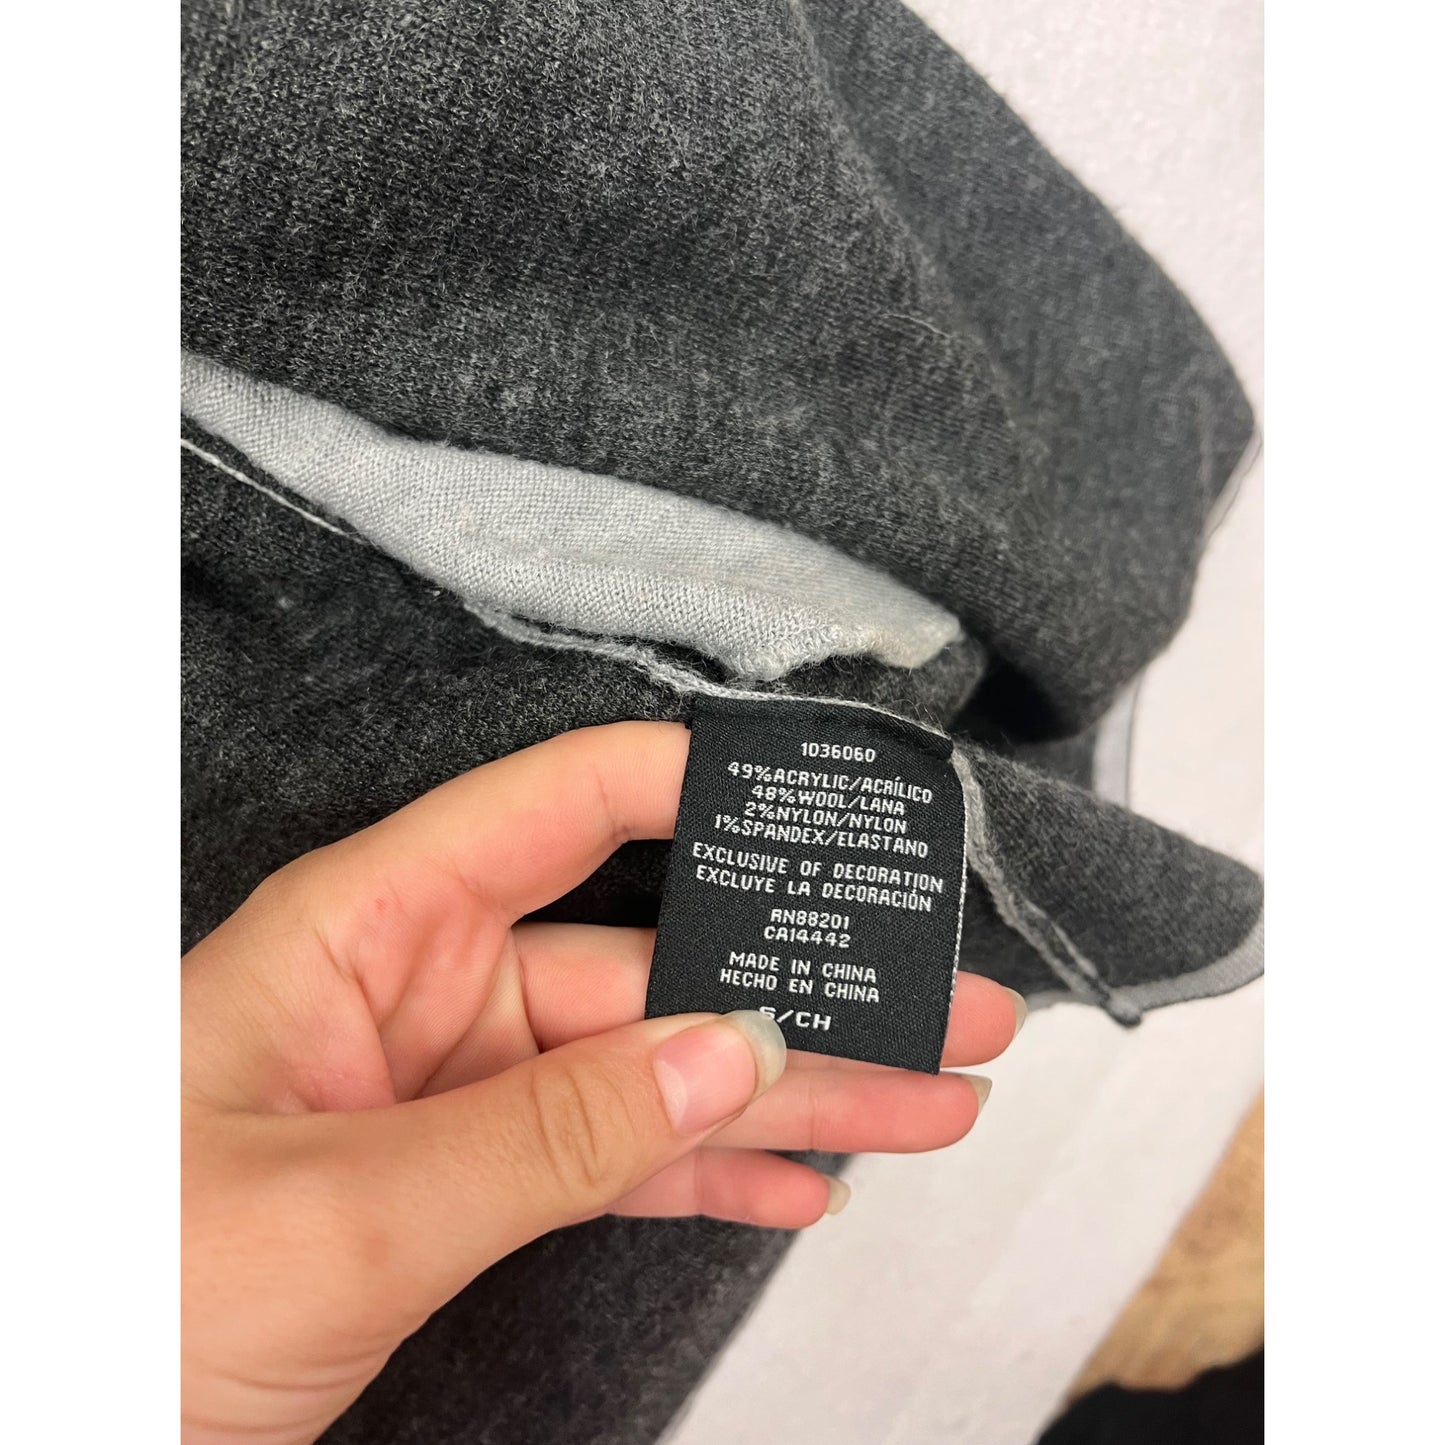 1036060
49%ACRYLIC/ACRÍLICO
48%WOOL/LANA
2%NYLON/NYLON
1%SPANDEX/ELASTANO
EXCLUSIVE OF DECORATION
EXCLUYE LA DECORACIÓN
RN88201
CA14442
MADE IN CHINA
HECHO EN CHINA
S/CH